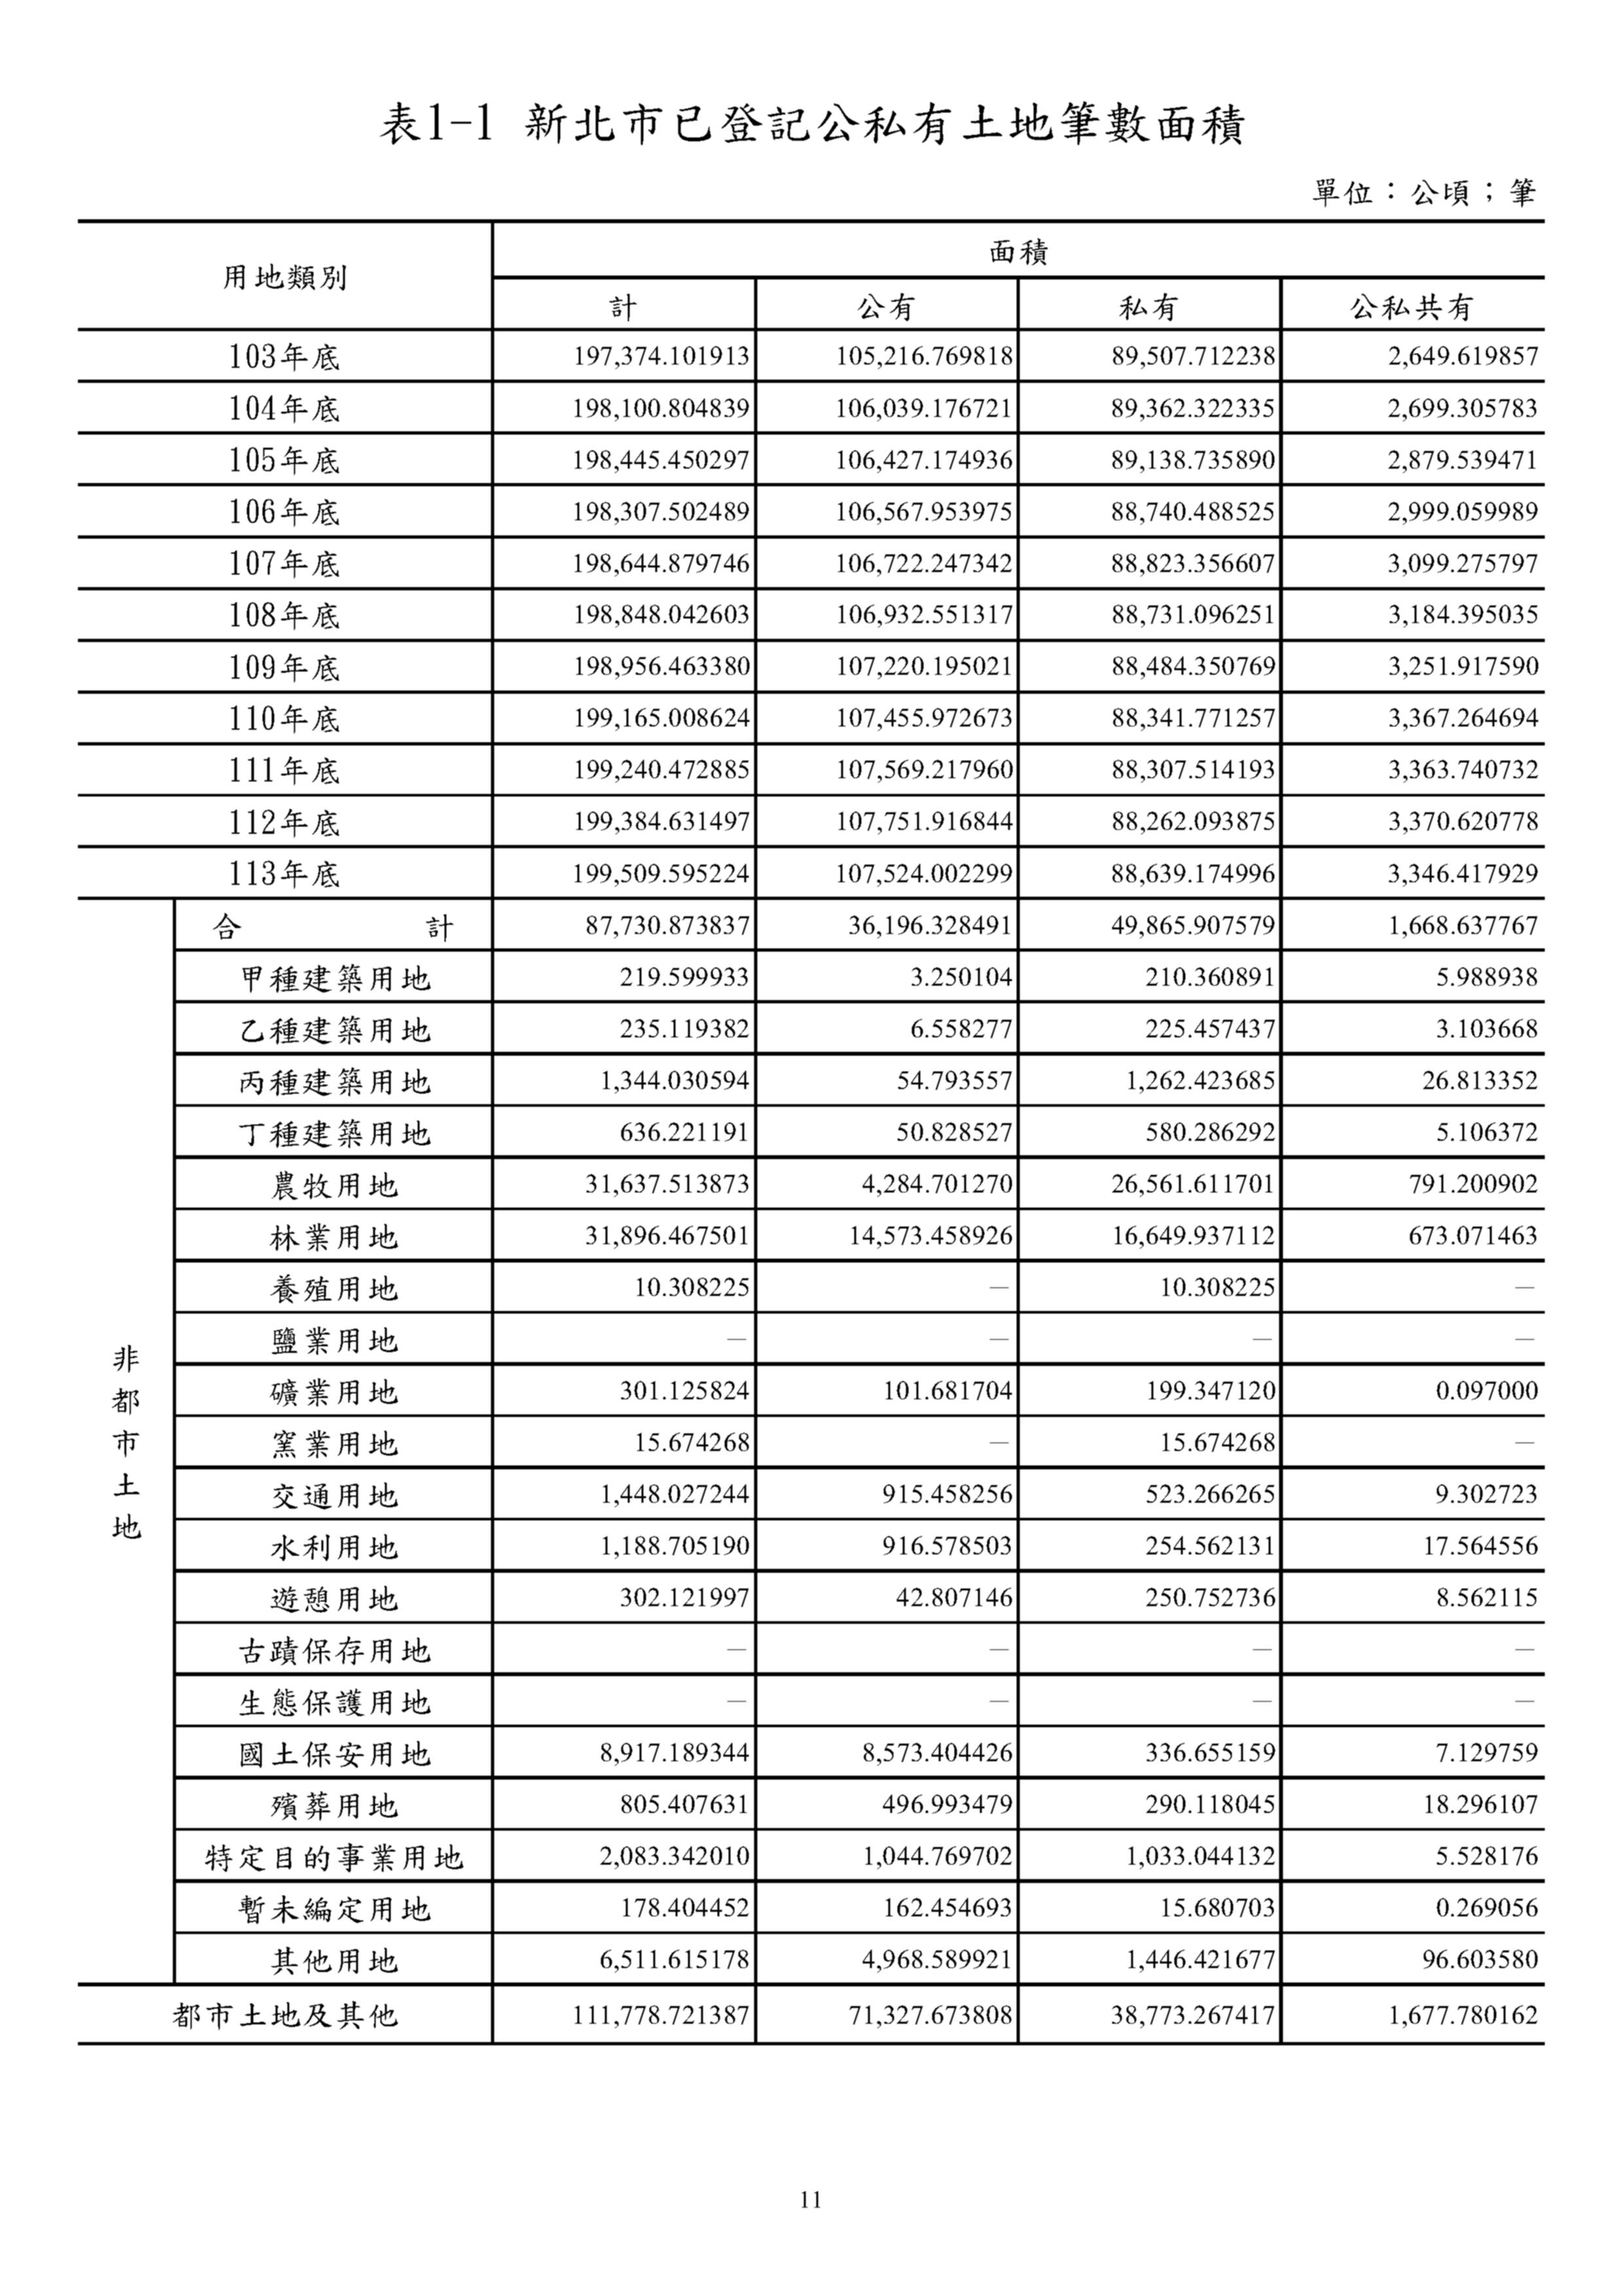 表1-1 新北市已登記公私有土地筆數面積
單位：公頃；筆
用地類別 面積
計 公有 私有 公私共有
103年底 197,374.101913 105,216.769818 89,507.712238 2,649.619857
104年底 198,100.804839 106,039.176721 89,362.322335 2,699.305783
105年底 198,445.450297 106,427.174936 89,138.735890 2,879.539471
106年底 198,307.502489 106,567.953975 88,740.488525 2,999.059989
107年底 198,644.879746 106,722.247342 88,823.356607 3,099.275797
108年底 198,848.042603 106,932.551317 88,731.096251 3,184.395035
109年底 198,956.463380 107,220.195021 88,484.350769 3,251.917590
110年底 199,165.008624 107,455.972673 88,341.771257 3,367.264694
111年底 199,240.472885 107,569.217960 88,307.514193 3,363.740732
112年底 199,384.631497 107,751.916844 88,262.093875 3,370.620778
113年底 199,509.595224 107,524.002299 88,639.174996 3,346.417929
非都市土地
合計 87,730.873837 36,196.328491 49,865.907579 1,668.637767
甲種建築用地 219.599933 3.250104 210.360891 5.988938
乙種建築用地 235.119382 6.558277 225.457437 3.103668
丙種建築用地 1,344.030594 54.793557 1,262.423685 26.813352
丁種建築用地 636.221191 50.828527 580.286292 5.106372
農牧用地 31,637.513873 4,284.701270 26,561.611701 791.200902
林業用地 31,896.467501 14,573.458926 16,649.937112 673.071463
養殖用地 10.308225 － 10.308225 －
鹽業用地 － － － －
礦業用地 301.125824 101.681704 199.347120 0.097000
窯業用地 15.674268 － 15.674268 －
交通用地 1,448.027244 915.458256 523.266265 9.302723
水利用地 1,188.705190 916.578503 254.562131 17.564556
遊憩用地 302.121997 42.807146 250.752736 8.562115
古蹟保存用地 － － － －
生態保護用地 － － － －
國土保安用地 8,917.189344 8,573.404426 336.655159 7.129759
殯葬用地 805.407631 496.993479 290.118045 18.296107
特定目的事業用地 2,083.342010 1,044.769702 1,033.044132 5.528176
暫未編定用地 178.404452 162.454693 15.680703 0.269056
其他用地 6,511.615178 4,968.589921 1,446.421677 96.603580
都市土地及其他 111,778.721387 71,327.673808 38,773.267417 1,677.780162
11